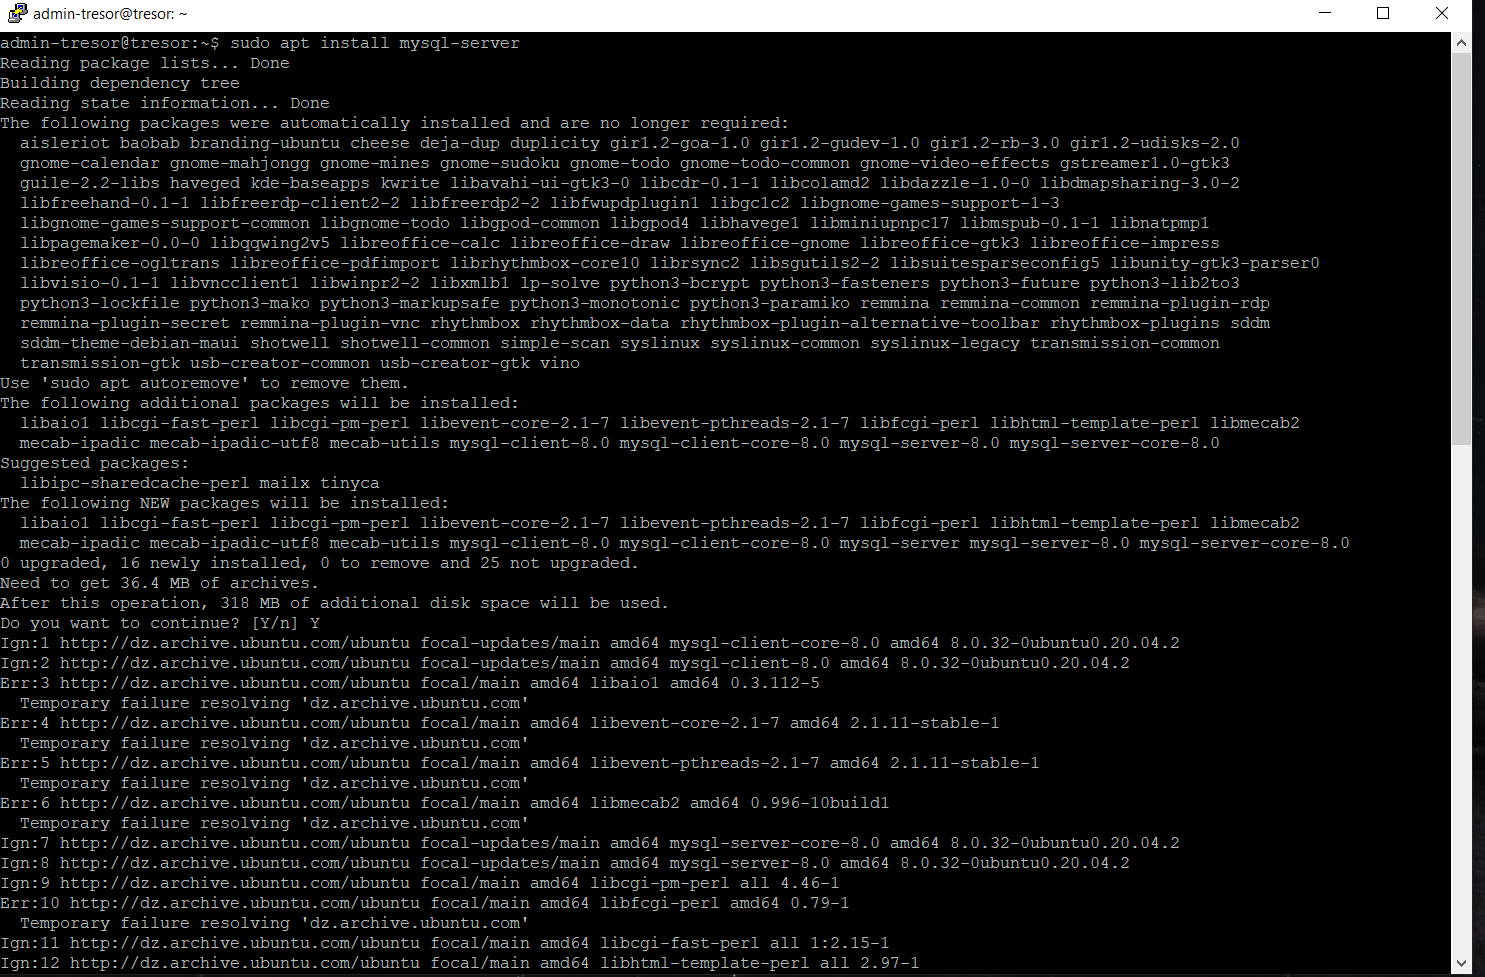 admin-tresor@tresor: ~
admin-tresor@tresor:~$ sudo apt install mysql-server
Reading package lists... Done
Building dependency tree
Reading state information... Done
The following packages were automatically installed and are no longer required:
  aisleriot baobab branding-ubuntu cheese deja-dup duplicity gir1.2-goa-1.0 gir1.2-gudev-1.0 gir1.2-rb-3.0 gir1.2-udisks-2.0
  gnome-calendar gnome-mahjongg gnome-mines gnome-sudoku gnome-todo gnome-todo-common gnome-video-effects gstreamer1.0-gtk3
  guile-2.2-libs haveged kde-baseapps kwrite libavahi-ui-gtk3-0 libcdr-0.1-1 libcolamd2 libdazzle-1.0-0 libdmapsharing-3.0-2
  libfreehand-0.1-1 libfreerdp-client2-2 libfreerdp2-2 libfwupdplugin1 libgc1c2 libgnome-games-support-1-3
  libgnome-games-support-common libgnome-todo libgpod-common libgpod4 libhavege1 libminiupnpc17 libmspub-0.1-1 libnatpmp1
  libpagemaker-0.0-0 libqqwing2v5 libreoffice-calc libreoffice-draw libreoffice-gnome libreoffice-gtk3 libreoffice-impress
  libreoffice-ogltrans libreoffice-pdfimport librhythmbox-core10 librsync2 libsgutils2-2 libsuitesparseconfig5 libunity-gtk3-parser0
  libvisio-0.1-1 libvncclient1 libwinpr2-2 libxmlb1 lp-solve python3-bcrypt python3-fasteners python3-future python3-lib2to3
  python3-lockfile python3-mako python3-markupsafe python3-monotonic python3-paramiko remmina remmina-common remmina-plugin-rdp
  remmina-plugin-secret remmina-plugin-vnc rhythmbox rhythmbox-data rhythmbox-plugin-alternative-toolbar rhythmbox-plugins sddm
  sddm-theme-debian-maui shotwell shotwell-common simple-scan syslinux syslinux-common syslinux-legacy transmission-common
  transmission-gtk usb-creator-common usb-creator-gtk vino
Use 'sudo apt autoremove' to remove them.
The following additional packages will be installed:
  libaio1 libcgi-fast-perl libcgi-pm-perl libevent-core-2.1-7 libevent-pthreads-2.1-7 libfcgi-perl libhtml-template-perl libmecab2
  mecab-ipadic mecab-ipadic-utf8 mecab-utils mysql-client-8.0 mysql-client-core-8.0 mysql-server-8.0 mysql-server-core-8.0
Suggested packages:
  libipc-sharedcache-perl mailx tinyca
The following NEW packages will be installed:
  libaio1 libcgi-fast-perl libcgi-pm-perl libevent-core-2.1-7 libevent-pthreads-2.1-7 libfcgi-perl libhtml-template-perl libmecab2
  mecab-ipadic mecab-ipadic-utf8 mecab-utils mysql-client-8.0 mysql-client-core-8.0 mysql-server mysql-server-8.0 mysql-server-core-8.0
0 upgraded, 16 newly installed, 0 to remove and 25 not upgraded.
Need to get 36.4 MB of archives.
After this operation, 318 MB of additional disk space will be used.
Do you want to continue? [Y/n] Y
Ign:1 http://dz.archive.ubuntu.com/ubuntu focal-updates/main amd64 mysql-client-core-8.0 amd64 8.0.32-0ubuntu0.20.04.2
Ign:2 http://dz.archive.ubuntu.com/ubuntu focal-updates/main amd64 mysql-client-8.0 amd64 8.0.32-0ubuntu0.20.04.2
Err:3 http://dz.archive.ubuntu.com/ubuntu focal/main amd64 libaio1 amd64 0.3.112-5
  Temporary failure resolving 'dz.archive.ubuntu.com'
Err:4 http://dz.archive.ubuntu.com/ubuntu focal/main amd64 libevent-core-2.1-7 amd64 2.1.11-stable-1
  Temporary failure resolving 'dz.archive.ubuntu.com'
Err:5 http://dz.archive.ubuntu.com/ubuntu focal/main amd64 libevent-pthreads-2.1-7 amd64 2.1.11-stable-1
  Temporary failure resolving 'dz.archive.ubuntu.com'
Err:6 http://dz.archive.ubuntu.com/ubuntu focal/main amd64 libmecab2 amd64 0.996-10build1
  Temporary failure resolving 'dz.archive.ubuntu.com'
Ign:7 http://dz.archive.ubuntu.com/ubuntu focal-updates/main amd64 mysql-server-core-8.0 amd64 8.0.32-0ubuntu0.20.04.2
Ign:8 http://dz.archive.ubuntu.com/ubuntu focal-updates/main amd64 mysql-server-8.0 amd64 8.0.32-0ubuntu0.20.04.2
Ign:9 http://dz.archive.ubuntu.com/ubuntu focal/main amd64 libcgi-pm-perl all 4.46-1
Err:10 http://dz.archive.ubuntu.com/ubuntu focal/main amd64 libfcgi-perl amd64 0.79-1
  Temporary failure resolving 'dz.archive.ubuntu.com'
Ign:11 http://dz.archive.ubuntu.com/ubuntu focal/main amd64 libcgi-fast-perl all 1:2.15-1
Ign:12 http://dz.archive.ubuntu.com/ubuntu focal/main amd64 libhtml-template-perl all 2.97-1